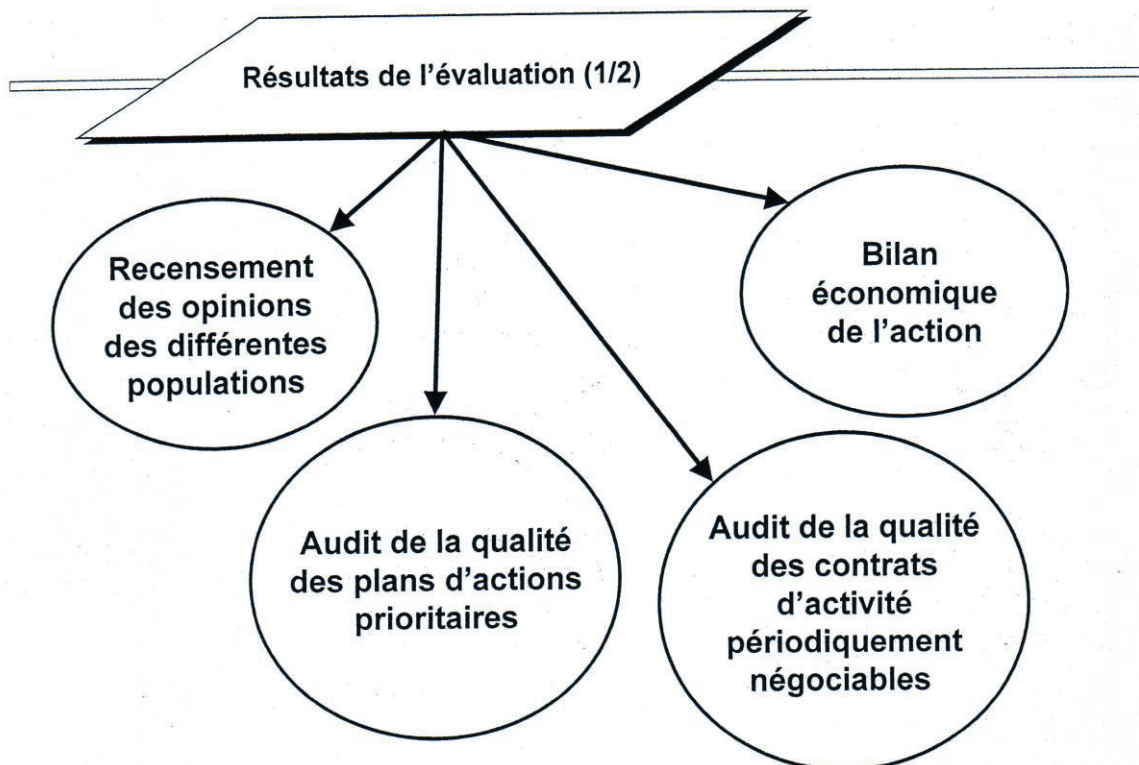 Résultats de l’évaluation (1/2)
Recensement
des opinions
des différentes
populations
Bilan
économique
de l’action
Audit de la qualité
des plans d’actions
prioritaires
Audit de la qualité
des contrats
d’activité
périodiquement
négociables